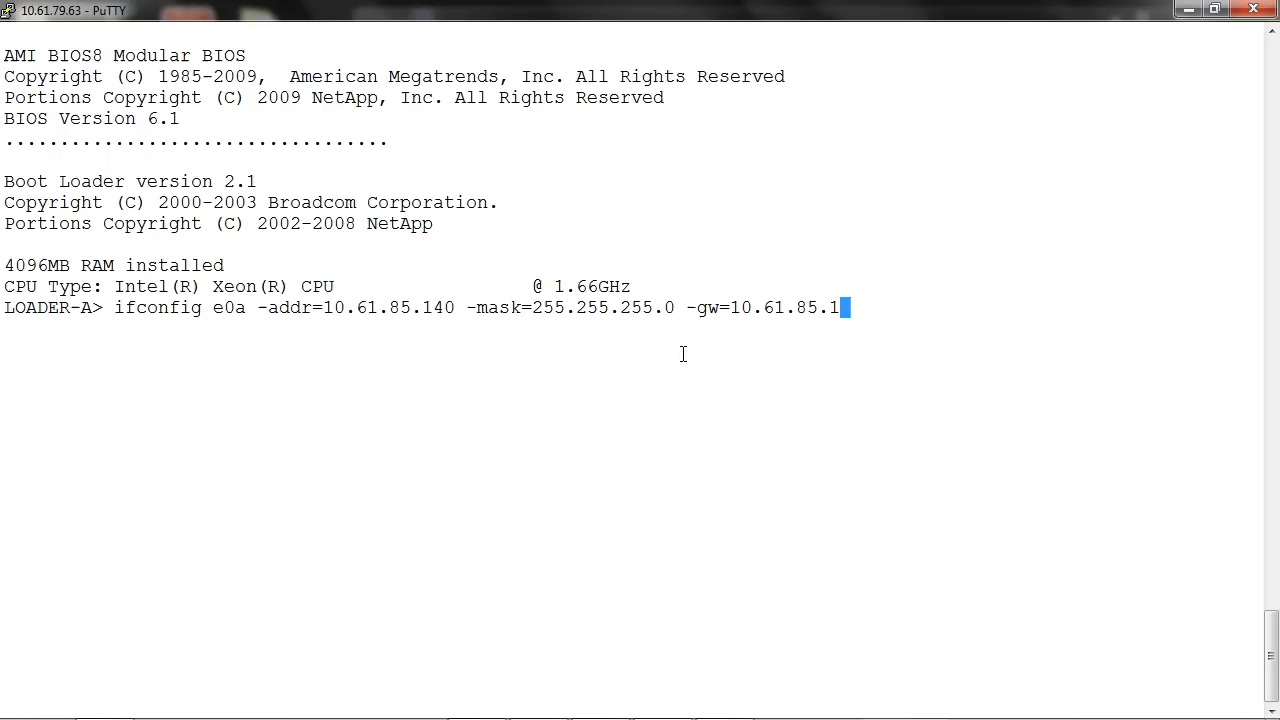 10.61.79.63 - PuTTY
AMI BIOS8 Modular BIOS
Copyright (C) 1985-2009,  American Megatrends, Inc. All Rights Reserved
Portions Copyright (C) 2009 NetApp, Inc. All Rights Reserved
BIOS Version 6.1
...................................
Boot Loader version 2.1
Copyright (C) 2000-2003 Broadcom Corporation.
Portions Copyright (C) 2002-2008 NetApp
4096MB RAM installed
CPU Type: Intel(R) Xeon(R) CPU                  @ 1.66GHz
LOADER-A> ifconfig e0a -addr=10.61.85.140 -mask=255.255.255.0 -gw=10.61.85.1